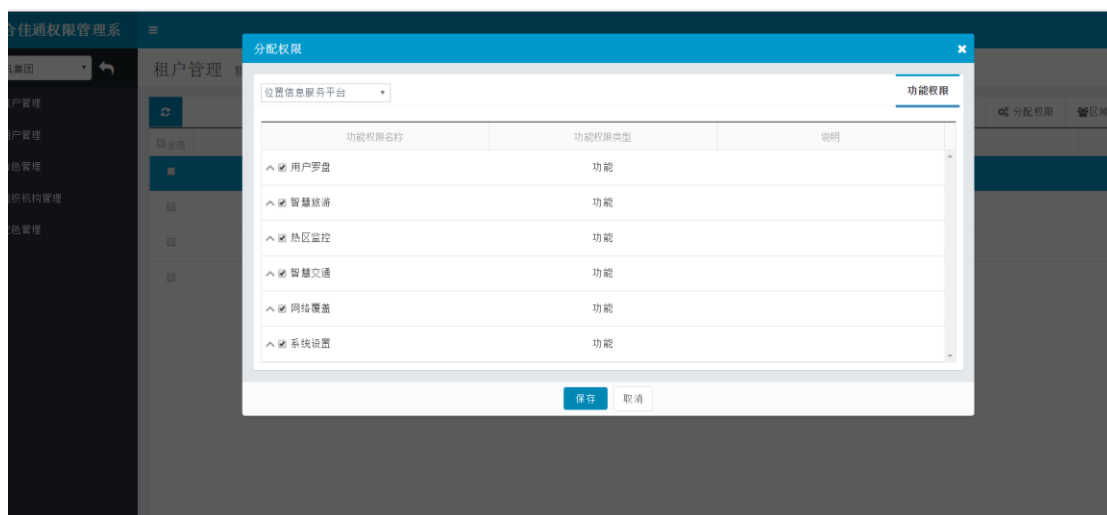 合佳通权限管理系
分配权限
集团
租户管理
位置信息服务平台
功能权限
户管理
分配权限
区域
功能权限名称 功能权限类型 说明
户管理
全选
用户罗盘 功能
色管理
智慧旅游 功能
织机构管理
色管理
热区监控 功能
智慧交通 功能
网络覆盖 功能
系统设置 功能
保存 取消